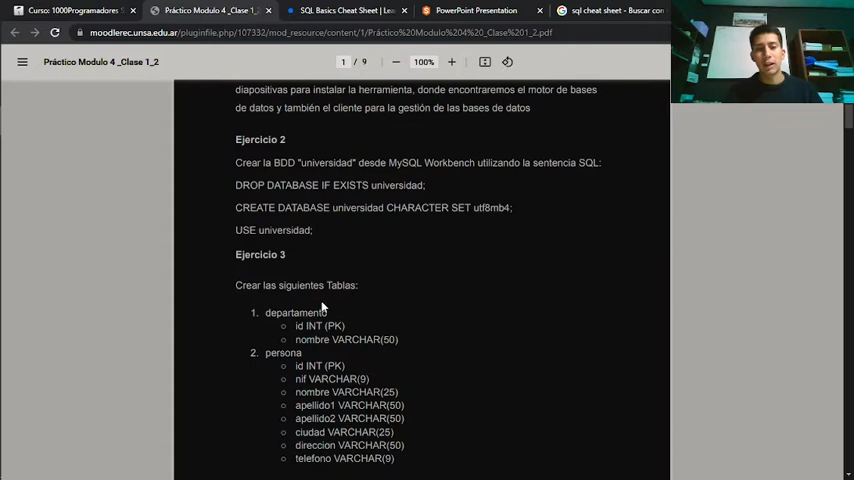 Curso: 1000Programadores S
Práctico Modulo 4 _Clase 1_2
SQL Basics Cheat Sheet | Lea
PowerPoint Presentation
sql cheat sheet - Buscar con
moodlerec.unsa.edu.ar/pluginfile.php/107332/mod_resource/content/1/Práctico%20Modulo%204%20_Clase%201_2.pdf
Práctico Modulo 4 _Clase 1_2
1 / 9
100%
diapositivas para instalar la herramienta, donde encontraremos el motor de bases
de datos y también el cliente para la gestión de las bases de datos
Ejercicio 2
Crear la BDD "universidad" desde MySQL Workbench utilizando la sentencia SQL:
DROP DATABASE IF EXISTS universidad;
CREATE DATABASE universidad CHARACTER SET utf8mb4;
USE universidad;
Ejercicio 3
Crear las siguientes Tablas:
1. departamento
id INT (PK)
nombre VARCHAR(50)
2. persona
id INT (PK)
nif VARCHAR(9)
nombre VARCHAR(25)
apellido1 VARCHAR(50)
apellido2 VARCHAR(50)
ciudad VARCHAR(25)
direccion VARCHAR(50)
telefono VARCHAR(9)